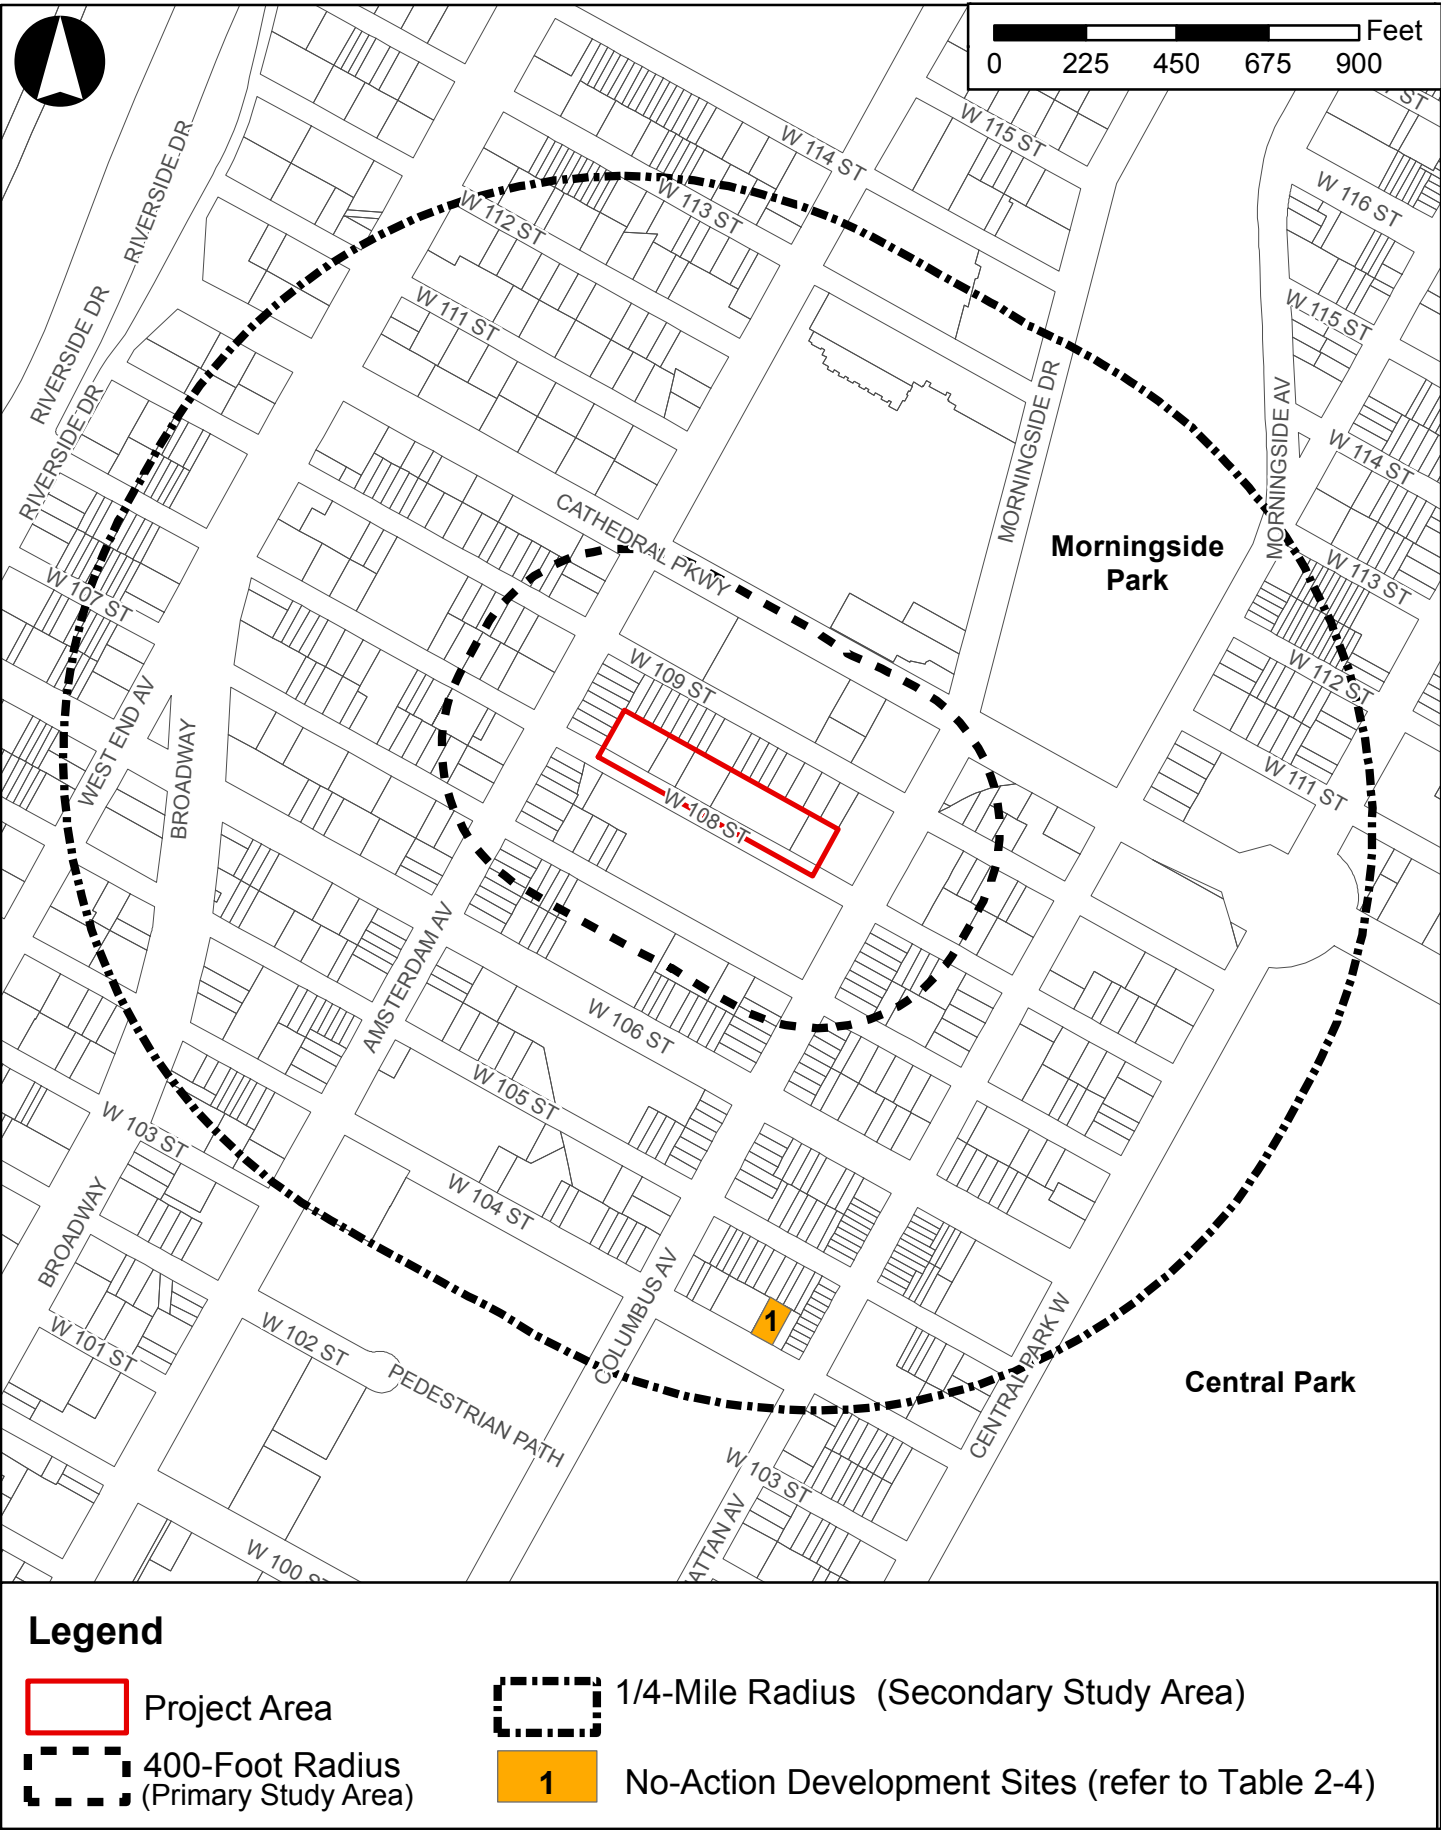 Feet
0 225 450 675 900
W 114 ST
W 115 ST
W 116 ST
W 115 ST
RIVERSIDE DR
W 113 ST
W 112 ST
RIVERSIDE DR
W 111 ST
MORNINGSIDE DR
MORNINGSIDE AV
W 114 ST
RIVERSIDE DR
CATHEDRAL PKWY
Morningside
Park
W 113 ST
W 107 ST
W 109 ST
W 112 ST
WEST END AV
BROADWAY
W 111 ST
W 108 ST
AMSTERDAM AV
W 106 ST
W 105 ST
W 103 ST
W 104 ST
BROADWAY
COLUMBUS AV
1
W 102 ST
W 101 ST
PEDESTRIAN PATH
CENTRAL PARK W
Central Park
W 103 ST
ATTAN AV
W 100 ST
Legend
Project Area
1/4-Mile Radius (Secondary Study Area)
400-Foot Radius
(Primary Study Area)
1 No-Action Development Sites (refer to Table 2-4)